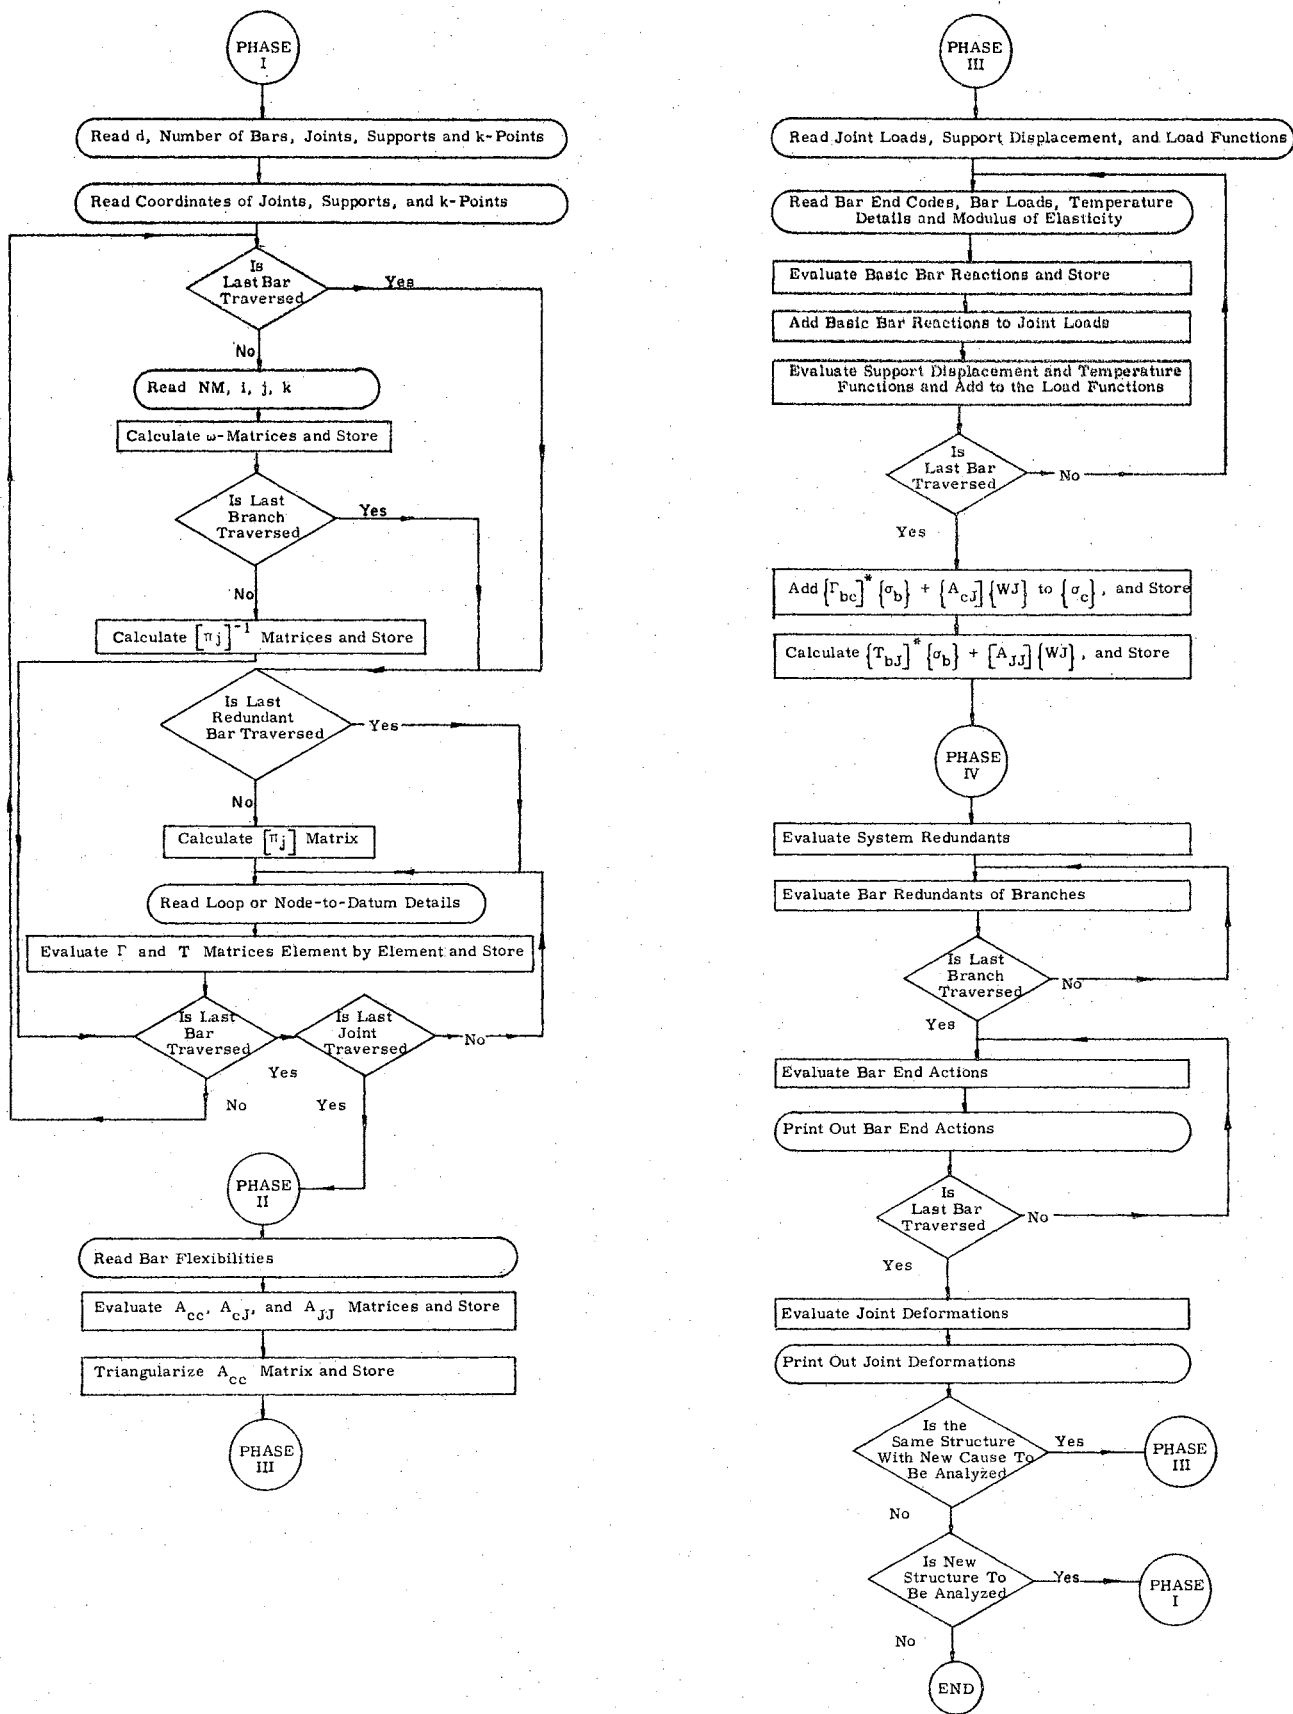 PHASE
I
Read d, Number of Bars, Joints, Supports and k-Points
Read Coordinates of Joints, Supports, and k-Points
Is
Last Bar
Traversed
Yes
No
Read NM, i, j, k
Calculate ω-Matrices and Store
Is Last
Branch
Traversed
Yes
No
Calculate [πj]⁻¹ Matrices and Store
Is Last
Redundant
Bar Traversed
Yes
No
Calculate [πj] Matrix
Read Loop or Node-to-Datum Details
Evaluate Γ and T Matrices Element by Element and Store
Is Last
Bar
Traversed
Yes
Is Last
Joint
Traversed
No
No
Yes
PHASE
II
Read Bar Flexibilities
Evaluate A_cc, A_cJ, and A_JJ Matrices and Store
Triangularize A_cc Matrix and Store
PHASE
III
PHASE
III
Read Joint Loads, Support Displacement, and Load Functions
Read Bar End Codes, Bar Loads, Temperature
Details and Modulus of Elasticity
Evaluate Basic Bar Reactions and Store
Add Basic Bar Reactions to Joint Loads
Evaluate Support Displacement and Temperature
Functions and Add to the Load Functions
Is
Last Bar
Traversed
No
Yes
Add {Γ_bc]* {σ_b} + {A_cJ] {WJ} to {σ_c}, and Store
Calculate {T_bJ]* {σ_b} + [A_JJ] {WJ}, and Store
PHASE
IV
Evaluate System Redundants
Evaluate Bar Redundants of Branches
Is Last
Branch
Traversed
No
Yes
Evaluate Bar End Actions
Print Out Bar End Actions
Is
Last Bar
Traversed
No
Yes
Evaluate Joint Deformations
Print Out Joint Deformations
Is the
Same Structure
With New Cause To
Be Analyzed
Yes
PHASE
III
No
Is New
Structure To
Be Analyzed
Yes
PHASE
I
No
END